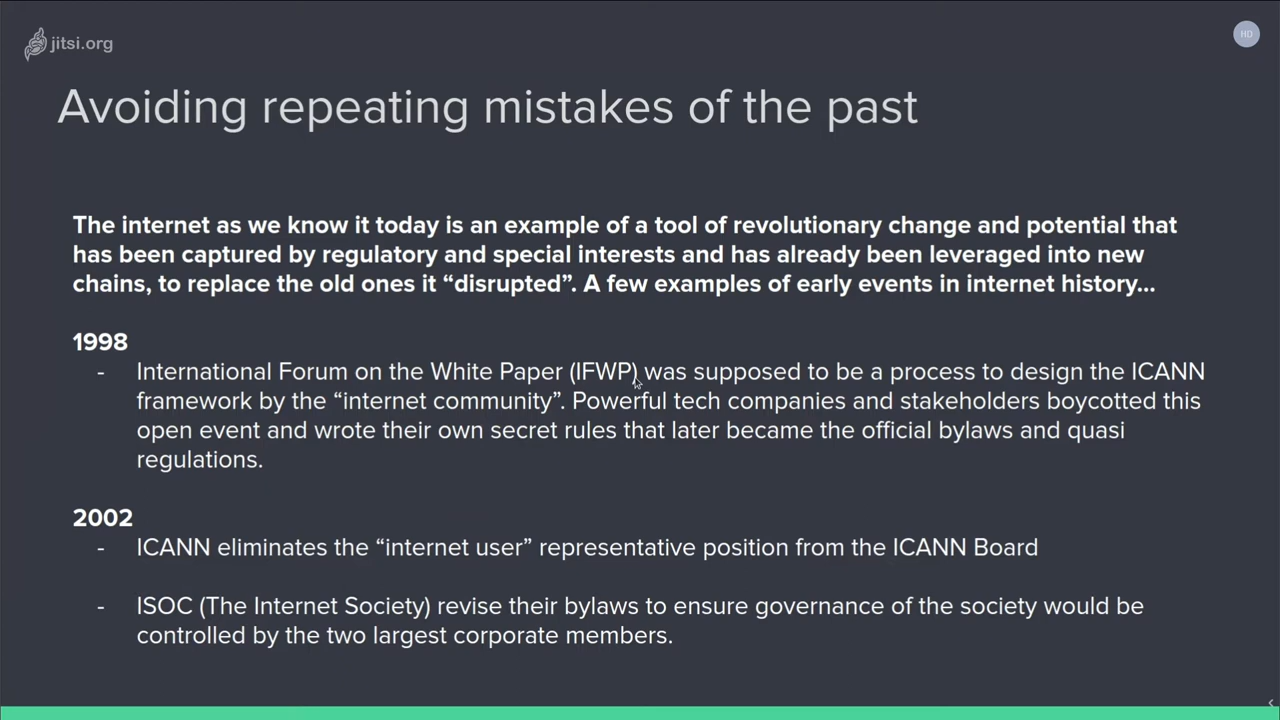 jitsi.org
HD
Avoiding repeating mistakes of the past
The internet as we know it today is an example of a tool of revolutionary change and potential that
has been captured by regulatory and special interests and has already been leveraged into new
chains, to replace the old ones it “disrupted”. A few examples of early events in internet history...
1998
- International Forum on the White Paper (IFWP) was supposed to be a process to design the ICANN
framework by the “internet community”. Powerful tech companies and stakeholders boycotted this
open event and wrote their own secret rules that later became the official bylaws and quasi
regulations.
2002
- ICANN eliminates the “internet user” representative position from the ICANN Board
- ISOC (The Internet Society) revise their bylaws to ensure governance of the society would be
controlled by the two largest corporate members.